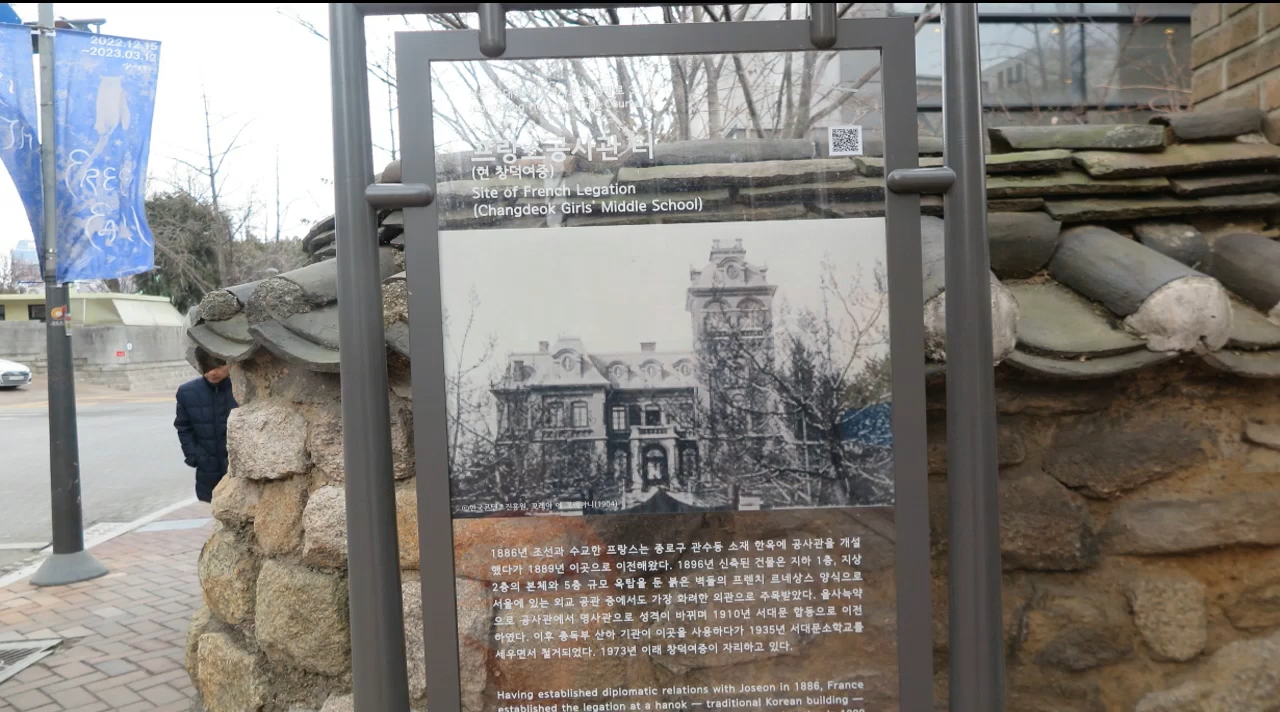 2022.12.15
~2023.03.12
프랑스공사관 터
(현 창덕여중)
Site of French Legation
(Changdeok Girls' Middle School)
1886년 조선과 수교한 프랑스는 종로구 관수동 소재 한옥에 공사관을 개설
했다가 1889년 이곳으로 이전해왔다. 1896년 신축된 건물은 지하 1층, 지상
2층의 본체와 5층 규모 옥탑을 둔 붉은 벽돌의 프렌치 르네상스 양식으로
서울에 있는 외교 공관 중에서도 가장 화려한 외관으로 주목받았다. 을사늑약
으로 공사관에서 영사관으로 성격이 바뀌며 1910년 서대문 합동으로 이전
하였다. 이후 총독부 산하 기관이 이곳을 사용하다가 1935년 서대문소학교를
세우면서 철거되었다. 1973년 이래 창덕여중이 자리하고 있다.
Having established diplomatic relations with Joseon in 1886, France
established the legation at a hanok — traditional Korean building —